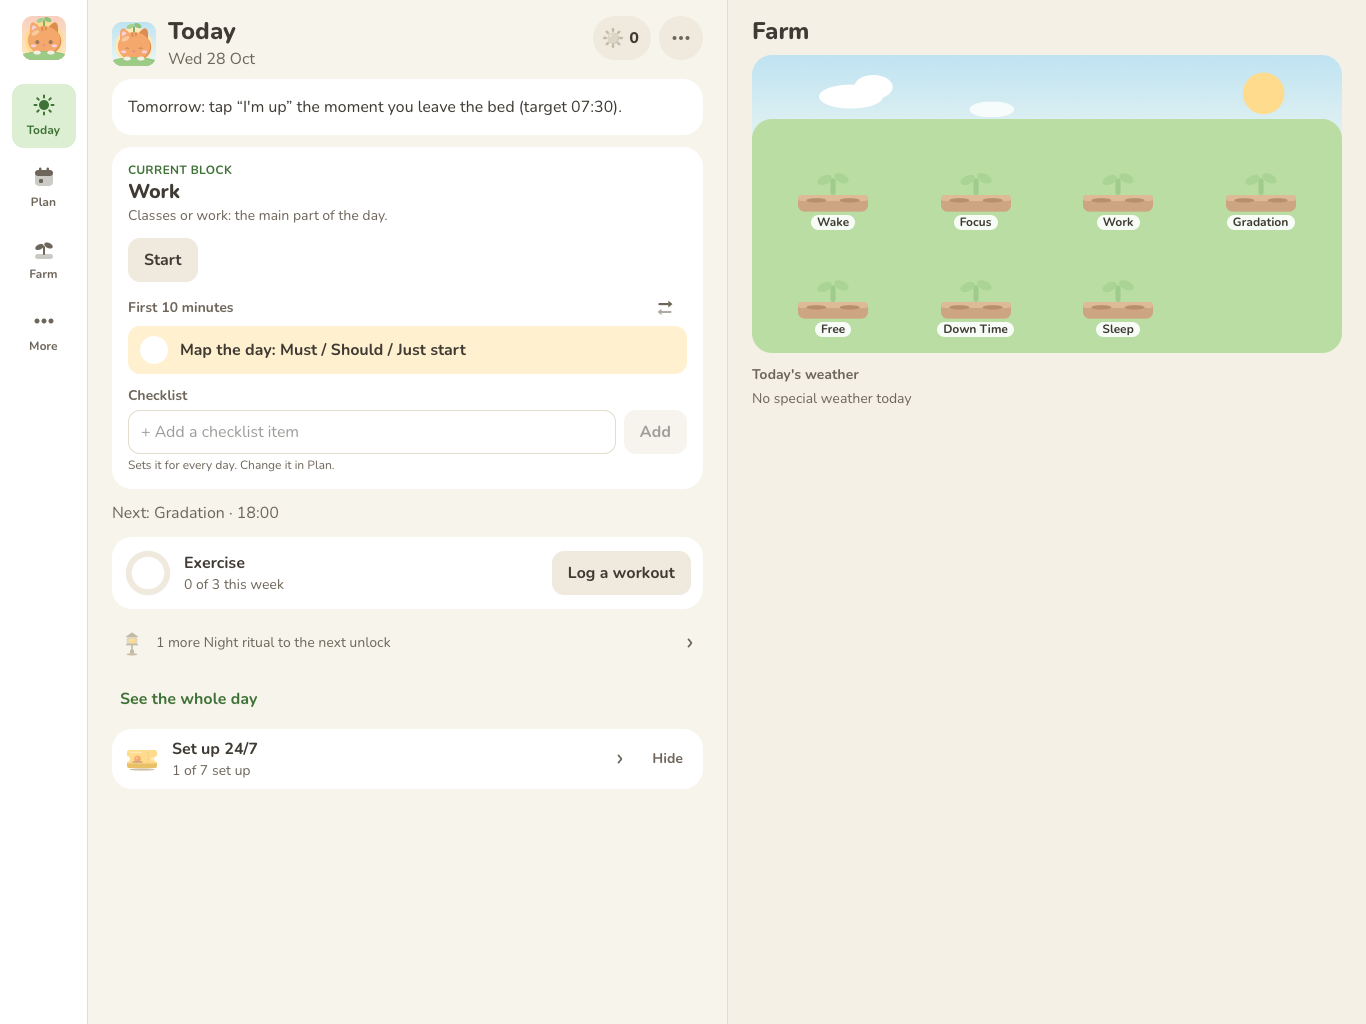 Today
Plan
Farm
More
Today
Wed 28 Oct
0
Tomorrow: tap “I'm up” the moment you leave the bed (target 07:30).
CURRENT BLOCK
Work
Classes or work: the main part of the day.
Start
First 10 minutes
Map the day: Must / Should / Just start
Checklist
+ Add a checklist item
Add
Sets it for every day. Change it in Plan.
Next: Gradation · 18:00
Exercise
0 of 3 this week
Log a workout
1 more Night ritual to the next unlock
See the whole day
Set up 24/7
1 of 7 set up
Hide
Farm
Wake
Focus
Work
Gradation
Free
Down Time
Sleep
Today's weather
No special weather today